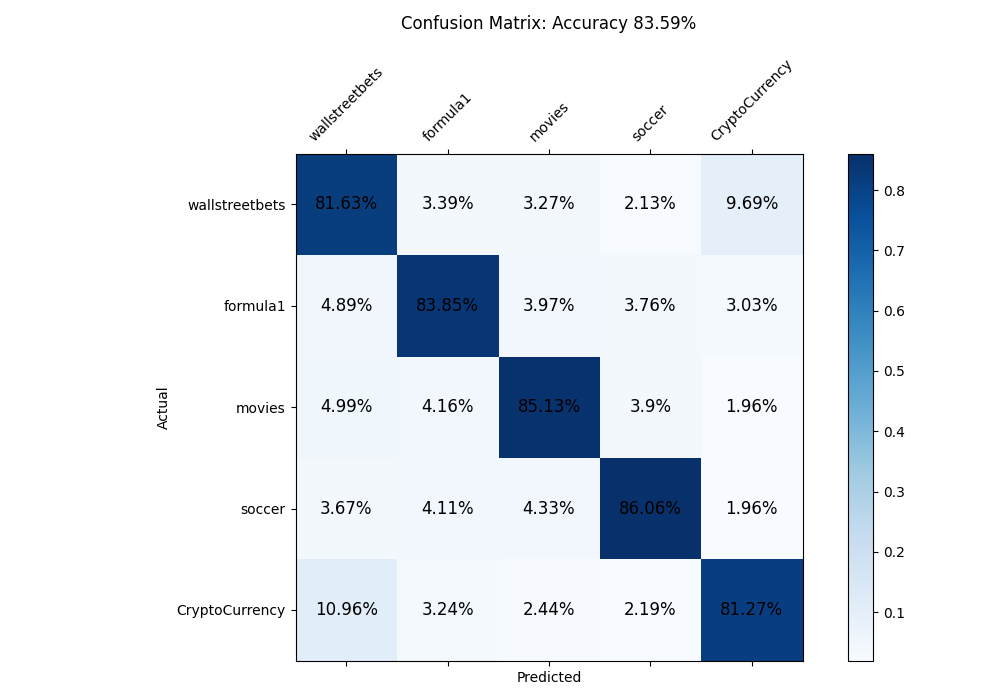 Confusion Matrix: Accuracy 83.59%
wallstreetbets
formula1
movies
soccer
CryptoCurrency
wallstreetbets 81.63% 3.39% 3.27% 2.13% 9.69%
formula1 4.89% 83.85% 3.97% 3.76% 3.03%
movies 4.99% 4.16% 85.13% 3.9% 1.96%
soccer 3.67% 4.11% 4.33% 86.06% 1.96%
CryptoCurrency 10.96% 3.24% 2.44% 2.19% 81.27%
Actual
Predicted
0.8
0.7
0.6
0.5
0.4
0.3
0.2
0.1